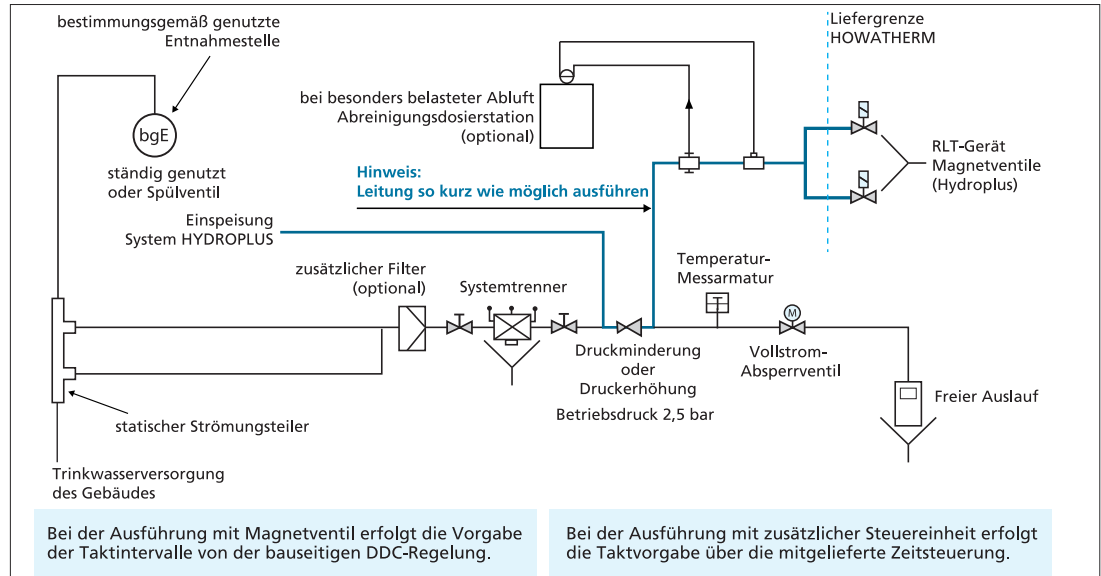 bestimmungsgemäß genutzte
Entnahmestelle
bgE
ständig genutzt
oder Spülventil
bei besonders belasteter Abluft
Abreinigungsdosierstation
(optional)
Liefergrenze
HOWATHERM
RLT-Gerät
Magnetventile
(Hydroplus)
Hinweis:
Leitung so kurz wie möglich ausführen
Einspeisung
System HYDROPLUS
zusätzlicher Filter
(optional)
Systemtrenner
Temperatur-
Messarmatur
M
Druckminderung
oder
Druckerhöhung
Betriebsdruck 2,5 bar
Vollstrom-
Absperrventil
Freier Auslauf
statischer Strömungsteiler
Trinkwasserversorgung
des Gebäudes
Bei der Ausführung mit Magnetventil erfolgt die Vorgabe
der Taktintervalle von der bauseitigen DDC-Regelung.
Bei der Ausführung mit zusätzlicher Steuereinheit erfolgt
die Taktvorgabe über die mitgelieferte Zeitsteuerung.